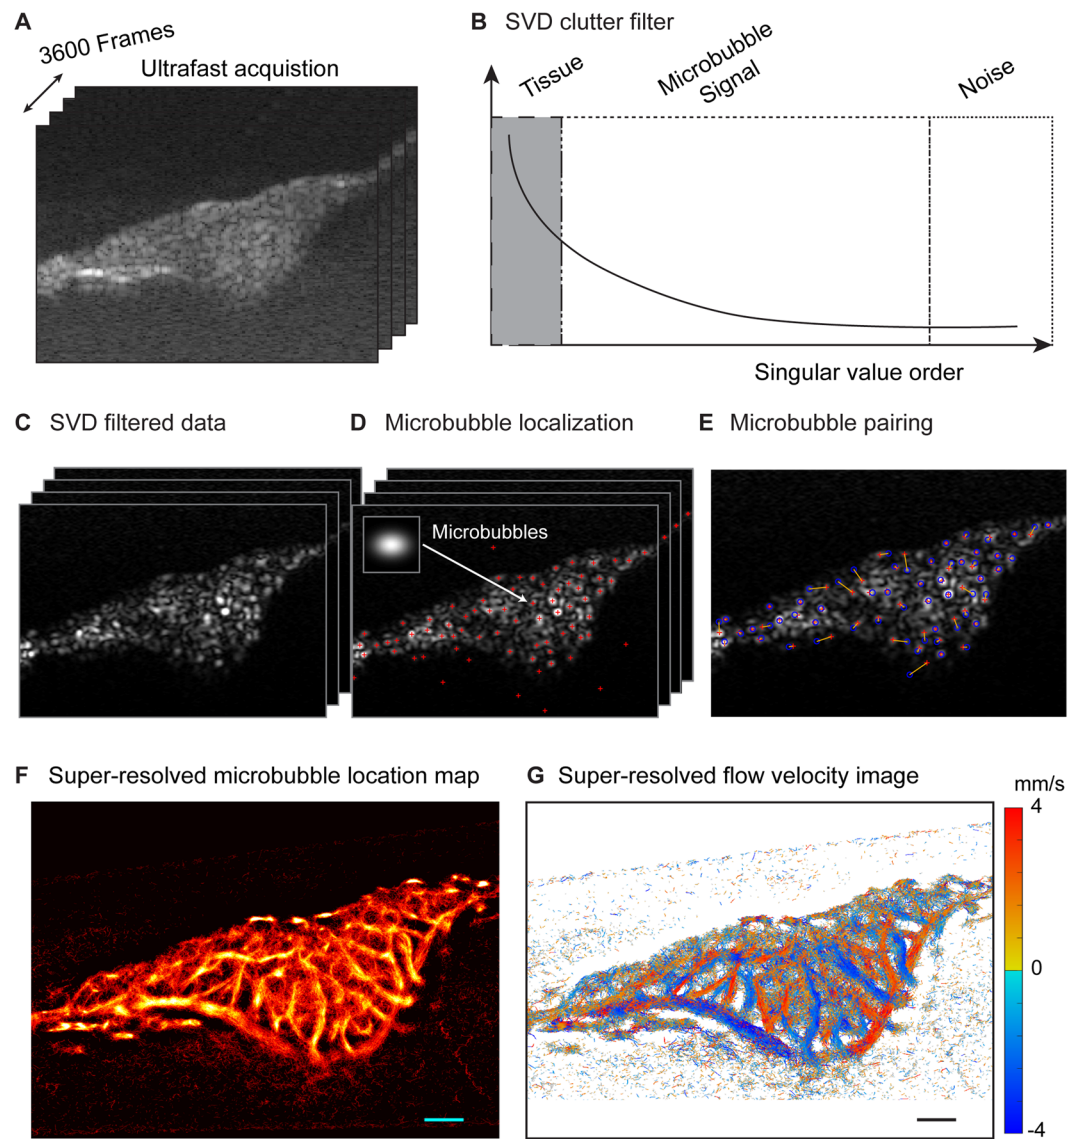 A
3600 Frames
Ultrafast acquistion
B SVD clutter filter
Tissue
Microbubble
Signal
Noise
Singular value order
C SVD filtered data
D Microbubble localization
Microbubbles
E Microbubble pairing
F Super-resolved microbubble location map
G Super-resolved flow velocity image
mm/s
4
0
-4